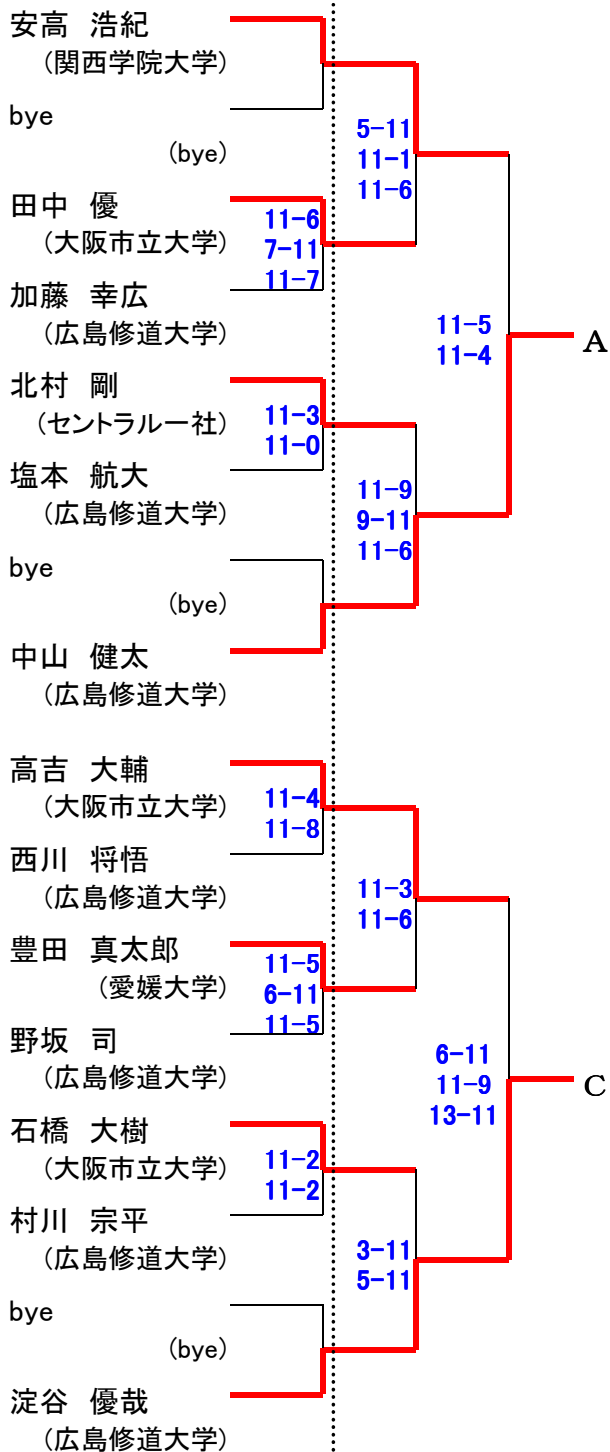 安高　浩紀
(関西学院大学)
bye
(bye)
5-11
11-1
11-6
田中　優
(大阪市立大学)
11-6
7-11
11-7
加藤　幸広
(広島修道大学)
11-5
11-4
A
北村　剛
(セントラル一社)
11-3
11-0
塩本　航大
(広島修道大学)
11-9
9-11
11-6
bye
(bye)
中山　健太
(広島修道大学)
高吉　大輔
(大阪市立大学)
11-4
11-8
西川　将悟
(広島修道大学)
11-3
11-6
豊田　真太郎
(愛媛大学)
11-5
6-11
11-5
野坂　司
(広島修道大学)
6-11
11-9
13-11
C
石橋　大樹
(大阪市立大学)
11-2
11-2
村川　宗平
(広島修道大学)
3-11
5-11
bye
(bye)
淀谷　優哉
(広島修道大学)